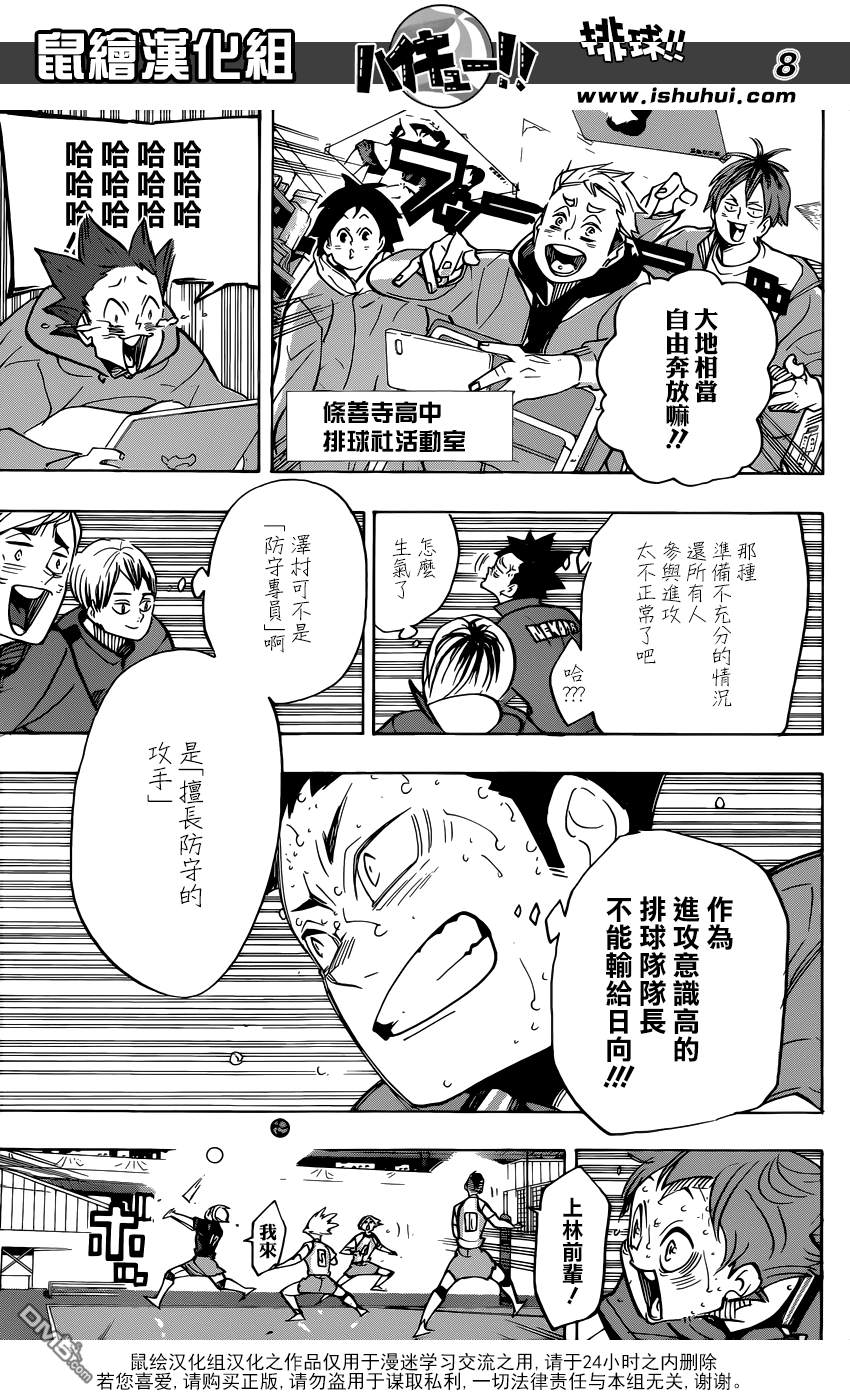 鼠繪漢化組
ハイキュー!!
排球!!
8
www.ishuhui.com
大地相當
自由奔放嘛!!
條善寺高中
排球社活動室
哈哈哈
哈哈哈
哈哈哈
哈哈哈!!
那種
準備不充分的情況
還所有人
參與進攻
太不正常了吧
哈???
怎麼
生氣了
NEKOMA
澤村可不是
「防守專員」啊
是「擅長防守的
攻手」
作為
進攻意識高的
排球隊隊長
不能輸給日向!!!
上林前輩!
我來
鼠绘汉化组汉化之作品仅用于漫迷学习交流之用, 请于24小时之内删除
若您喜爱, 请购买正版, 请勿盗用于谋取私利, 一切法律责任与本组无关, 谢谢。